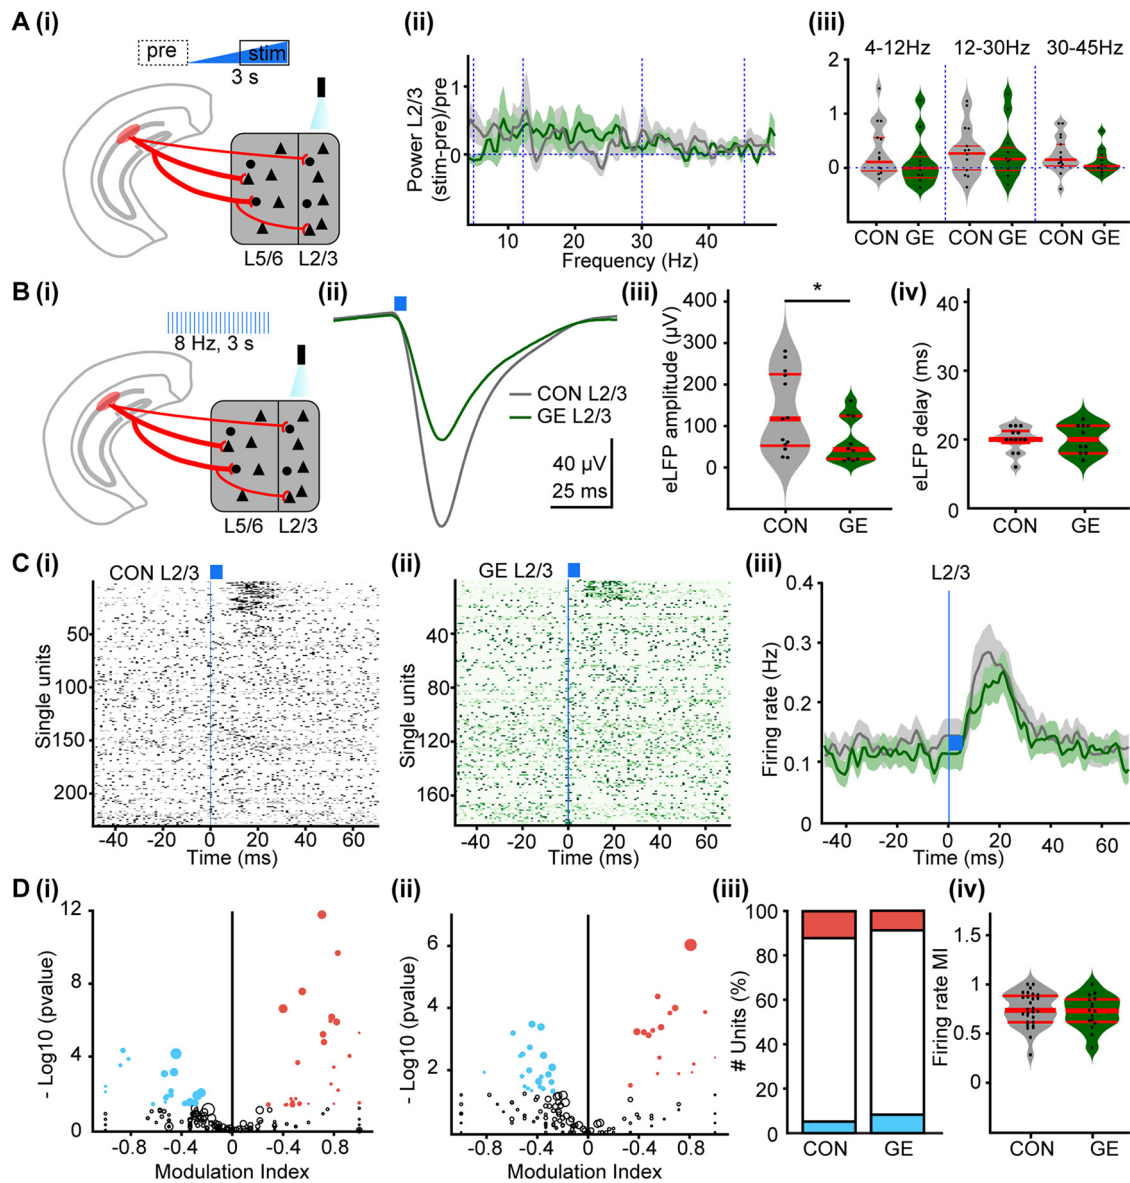 A (i)
pre
stim
3 s
L5/6
L2/3
(ii)
Power L2/3
(stim-pre)/pre
1
0
10
30
40
Frequency (Hz)
(iii)
4-12Hz
12-30Hz
30-45Hz
2
1
0
CON GE
CON GE
CON GE
B (i)
8 Hz, 3 s
L5/6
L2/3
(ii)
CON L2/3
GE L2/3
40 µV
25 ms
(iii)
eLFP amplitude (µV)
400
300
200
100
0
*
CON
GE
(iv)
eLFP delay (ms)
40
20
0
CON
GE
C (i)
CON L2/3
Single units
50
100
150
200
-40 -20 0 20 40 60
Time (ms)
(ii)
GE L2/3
Single units
40
80
120
160
-40 -20 0 20 40 60
Time (ms)
(iii)
L2/3
Firing rate (Hz)
0.4
0.3
0.2
0.1
0
-40 -20 0 20 40 60
Time (ms)
D (i)
- Log10 (pvalue)
12
8
4
0
-0.8 -0.4 0 -0.4 0.8
Modulation Index
(ii)
- Log10 (pvalue)
6
4
2
-0.8 -0.4 0 -0.4 0.8
Modulation Index
(iii)
# Units (%)
100
80
60
40
20
0
CON
GE
(iv)
Firing rate MI
1.5
1
0.5
0
CON
GE